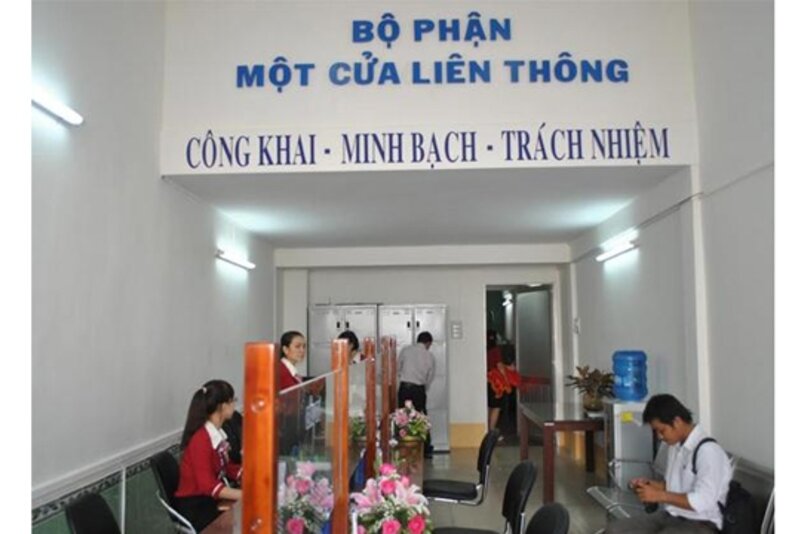 BỘ PHẬN
MỘT CỬA LIÊN THÔNG
CÔNG KHAI - MINH BẠCH - TRÁCH NHIỆM